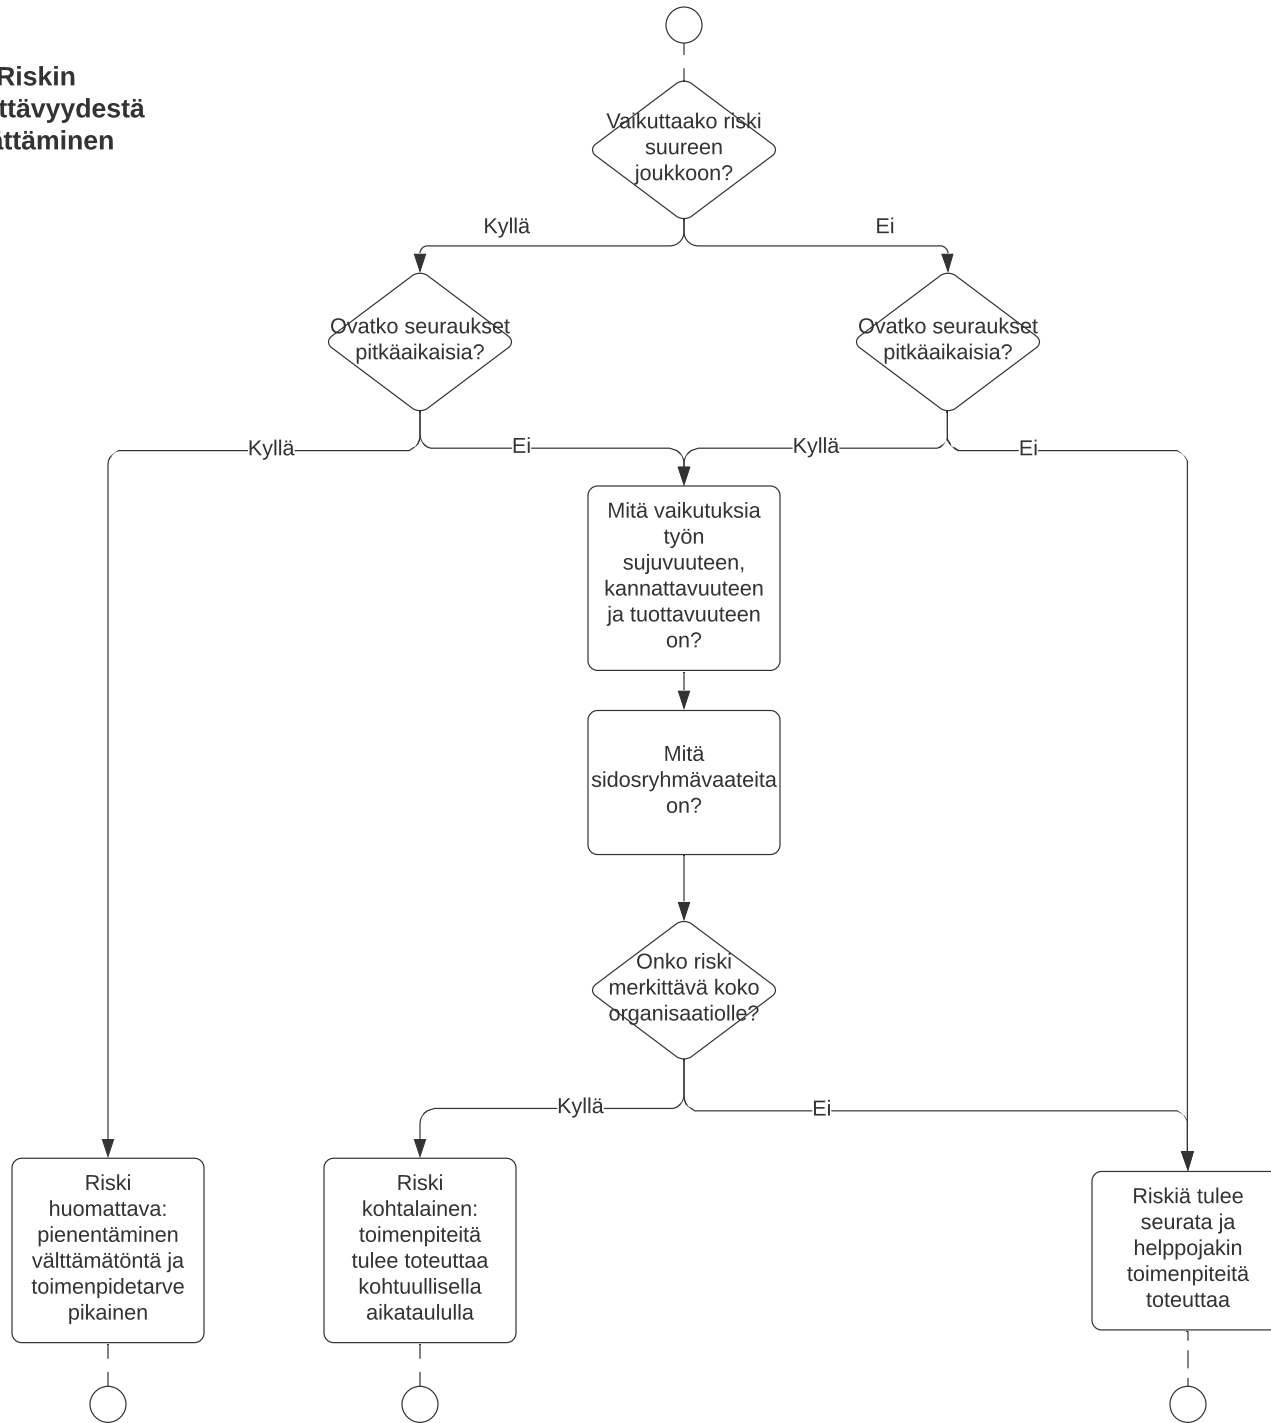 Riskin
ttävyydestä
ättäminen
Vaikuttaako riski
suureen
joukkoon?
Kyllä
Ei
Ovatko seuraukset
pitkäaikaisia?
Ovatko seuraukset
pitkäaikaisia?
Kyllä
Ei
Kyllä
Ei
Mitä vaikutuksia
työn
sujuvuuteen,
kannattavuuteen
ja tuottavuuteen
on?
Mitä
sidosryhmävaateita
on?
Onko riski
merkittävä koko
organisaatiolle?
Kyllä
Ei
Riski
huomattava:
pienentäminen
välttämätöntä ja
toimenpidetarve
pikainen
Riski
kohtalainen:
toimenpiteitä
tulee toteuttaa
kohtuullisella
aikataululla
Riskiä tulee
seurata ja
helppojakin
toimenpiteitä
toteuttaa